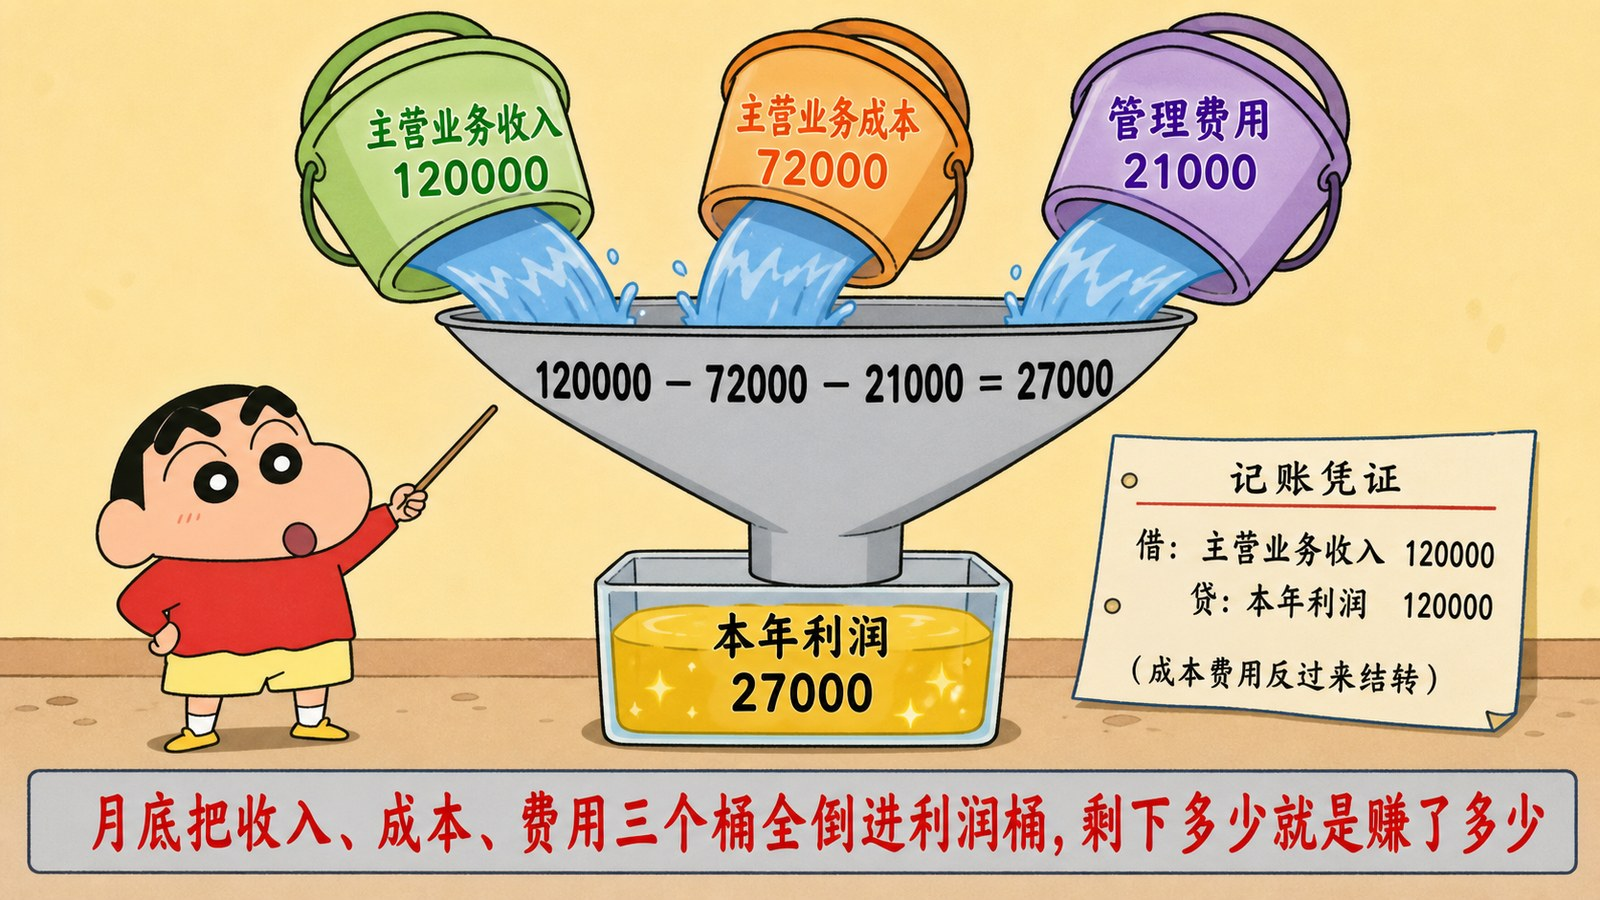 主营业务收入
120000
主营业务成本
72000
管理费用
21000
120000 − 72000 − 21000 = 27000
本年利润
27000
记账凭证
借：主营业务收入 120000
贷：本年利润 120000
（成本费用反过来结转）
月底把收入、成本、费用三个桶全倒进利润桶，剩下多少就是赚了多少